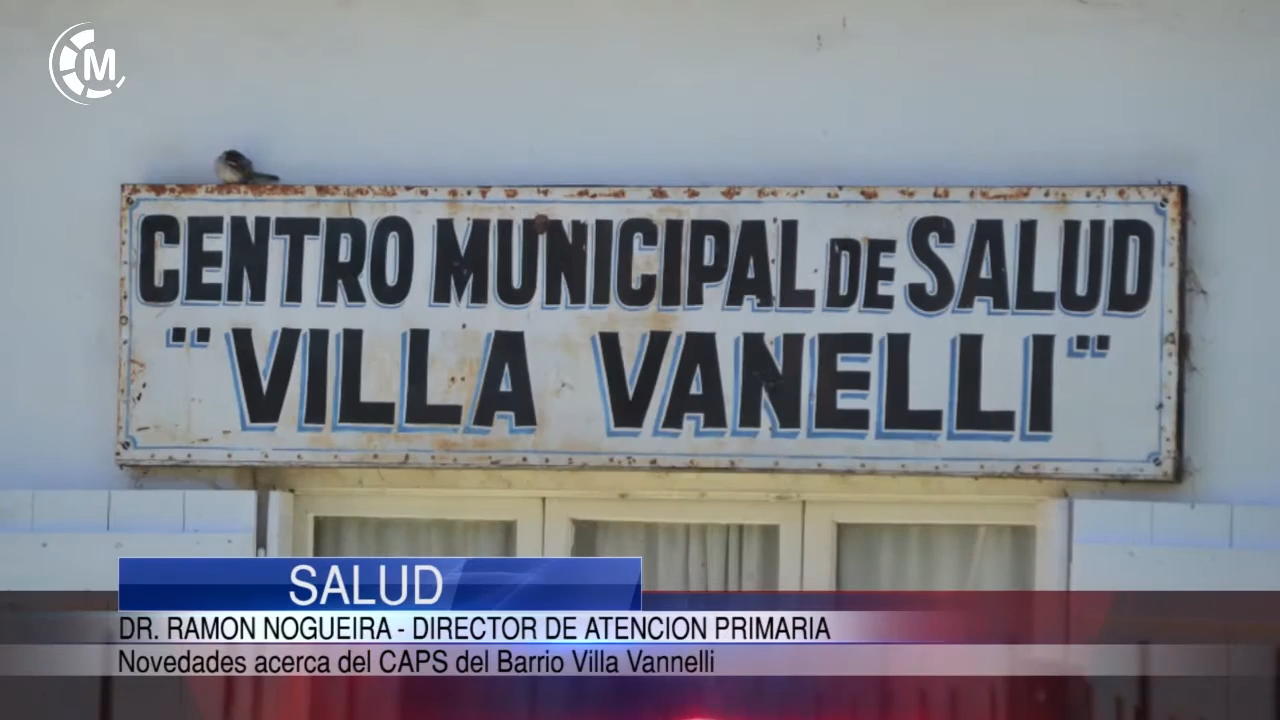 M
CENTRO MUNICIPAL DE SALUD
"VILLA VANELLI"
SALUD
DR. RAMON NOGUEIRA - DIRECTOR DE ATENCION PRIMARIA
Novedades acerca del CAPS del Barrio Villa Vannelli